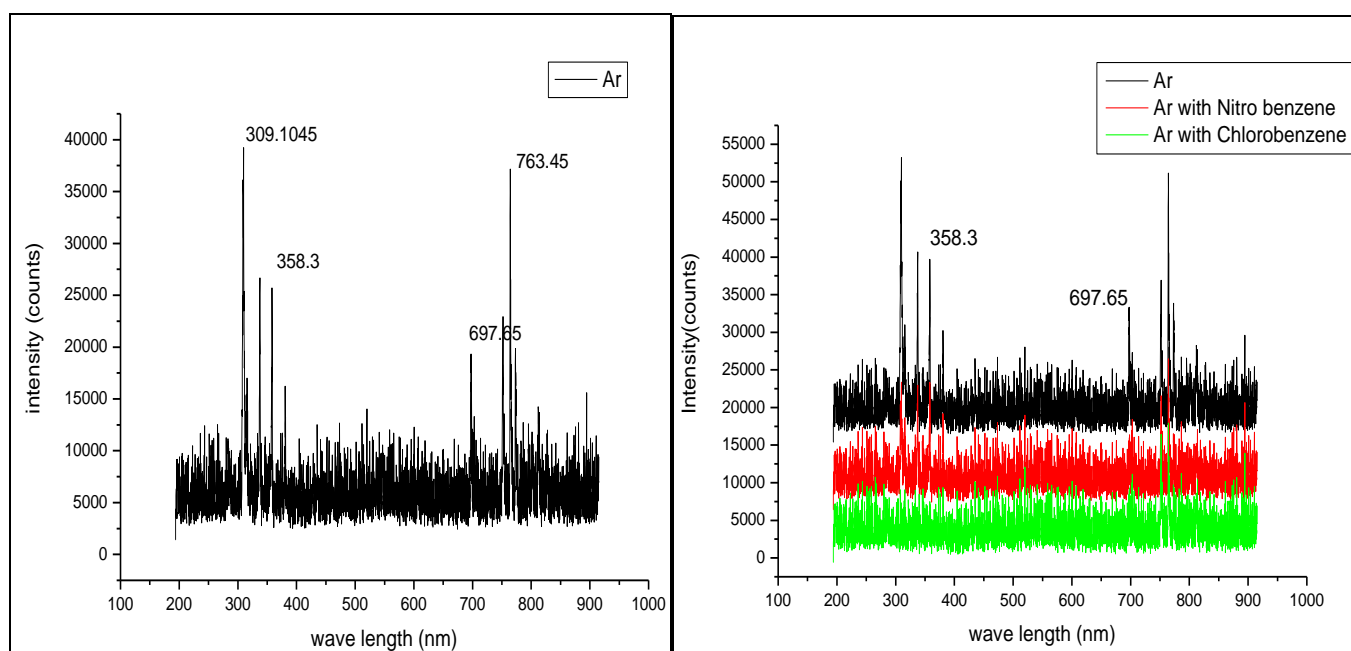 Ar
309.1045
763.45
358.3
697.65
intensity (counts)
40000
35000
30000
25000
20000
15000
10000
5000
0
100 200 300 400 500 600 700 800 900 1000
wave length (nm)
Ar
Ar with Nitro benzene
Ar with Chlorobenzene
358.3
697.65
Intensity(counts)
55000
50000
45000
40000
35000
30000
25000
20000
15000
10000
5000
0
100 200 300 400 500 600 700 800 900 1000
wave length (nm)